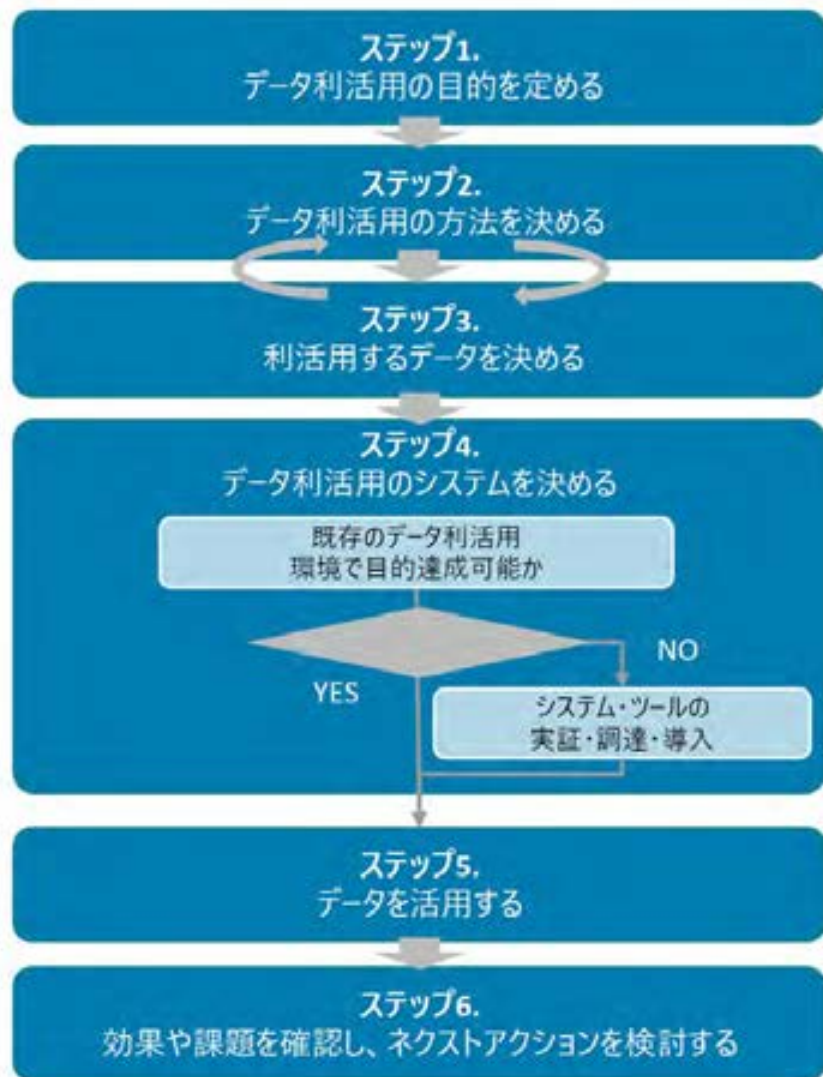 ステップ1.
データ利活用の目的を定める
ステップ2.
データ利活用の方法を決める
ステップ3.
利活用するデータを決める
ステップ4.
データ利活用のシステムを決める
既存のデータ利活用
環境で目的達成可能か
NO
YES
システム・ツールの
実証・調達・導入
ステップ5.
データを活用する
ステップ6.
効果や課題を確認し、ネクストアクションを検討する